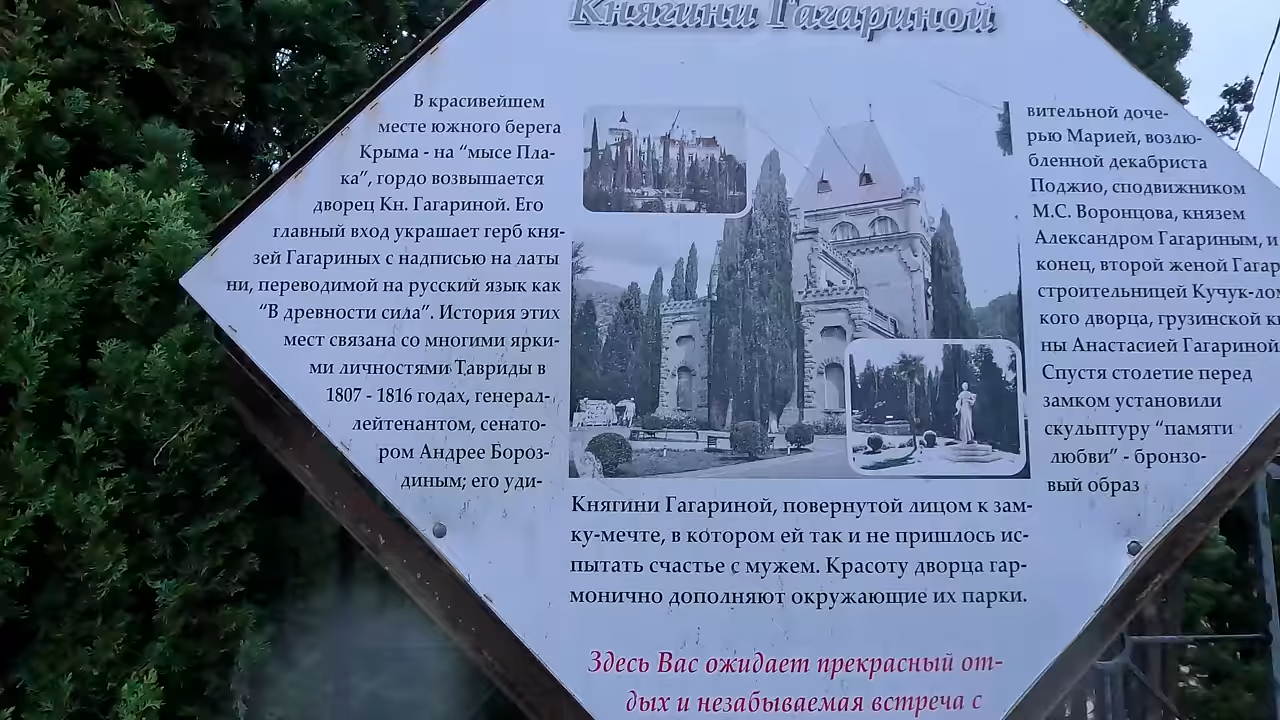 Княгини Гагариной
В красивейшем
месте южного берега
Крыма - на “мысе Пла-
ка”, гордо возвышается
дворец Кн. Гагариной. Его
главный вход украшает герб кня-
зей Гагариных с надписью на латы
ни, переводимой на русский язык как
“В древности сила”. История этих
мест связана со многими ярки-
ми личностями Тавриды в
1807 - 1816 годах, генерал-
лейтенантом, сенато-
ром Андрее Бороз-
диным; его уди-
вительной доче-
рью Марией, возлю-
бленной декабриста
Поджио, сподвижником
М.С. Воронцова, князем
Александром Гагариным, и
конец, второй женой Гагар
строительницей Кучук-лом
кого дворца, грузинской к
ны Анастасией Гагариной
Спустя столетие перед
замком установили
скульптуру “памяти
любви” - бронзо-
вый образ
Княгини Гагариной, повернутой лицом к зам-
ку-мечте, в котором ей так и не пришлось ис-
пытать счастье с мужем. Красоту дворца гар-
монично дополняют окружающие их парки.
Здесь Вас ожидает прекрасный от-
дых и незабываемая встреча с